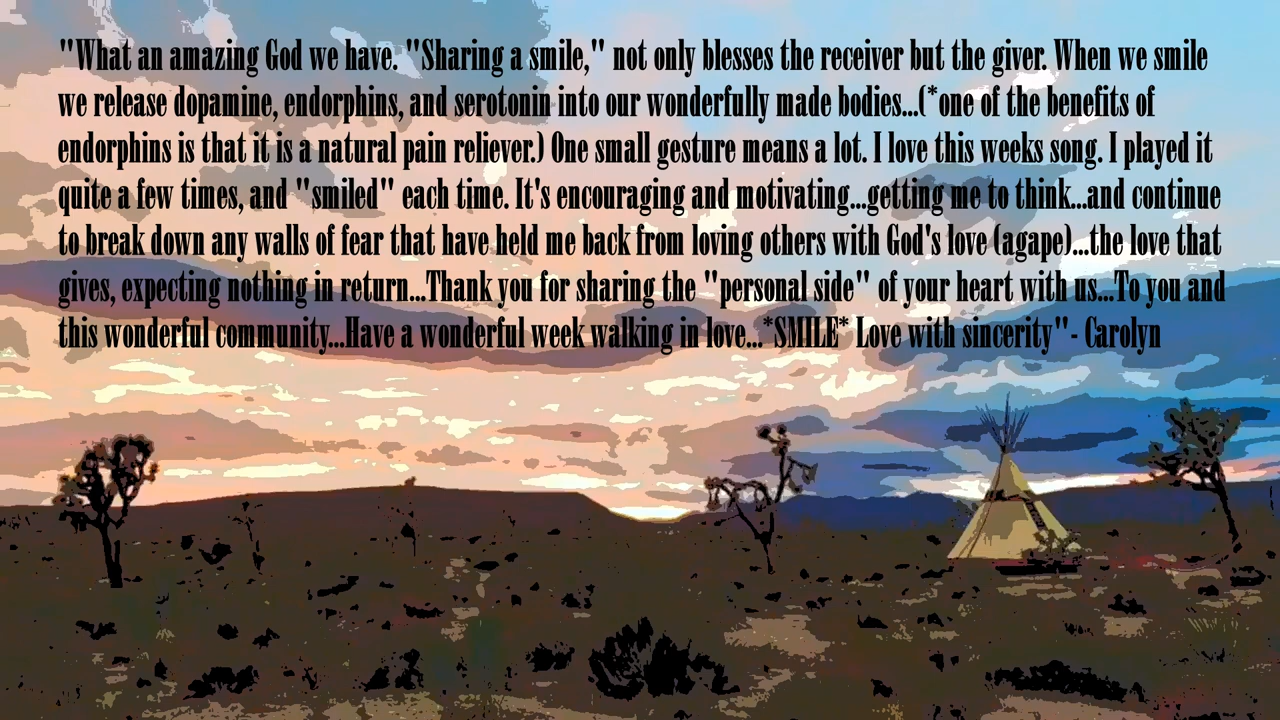 "What an amazing God we have. "Sharing a smile," not only blesses the receiver but the giver. When we smile
we release dopamine, endorphins, and serotonin into our wonderfully made bodies...(*one of the benefits of
endorphins is that it is a natural pain reliever.) One small gesture means a lot. I love this weeks song. I played it
quite a few times, and "smiled" each time. It's encouraging and motivating...getting me to think...and continue
to break down any walls of fear that have held me back from loving others with God's love (agape)...the love that
gives, expecting nothing in return...Thank you for sharing the "personal side" of your heart with us...To you and
this wonderful community...Have a wonderful week walking in love...*SMILE* Love with sincerity"- Carolyn